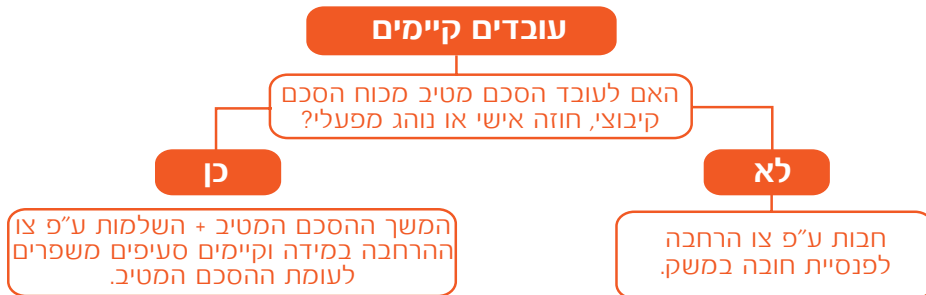 עובדים קיימים
האם לעובד הסכם מטיב מכוח הסכם
קיבוצי, חוזה אישי או נוהג מפעלי?
לא
כן
חבות ע״פ צו הרחבה
לפנסיית חובה במשק.
המשך ההסכם המטיב + השלמות ע״פ צו
ההרחבה במידה וקיימים סעיפים משפרים
לעומת ההסכם המטיב.